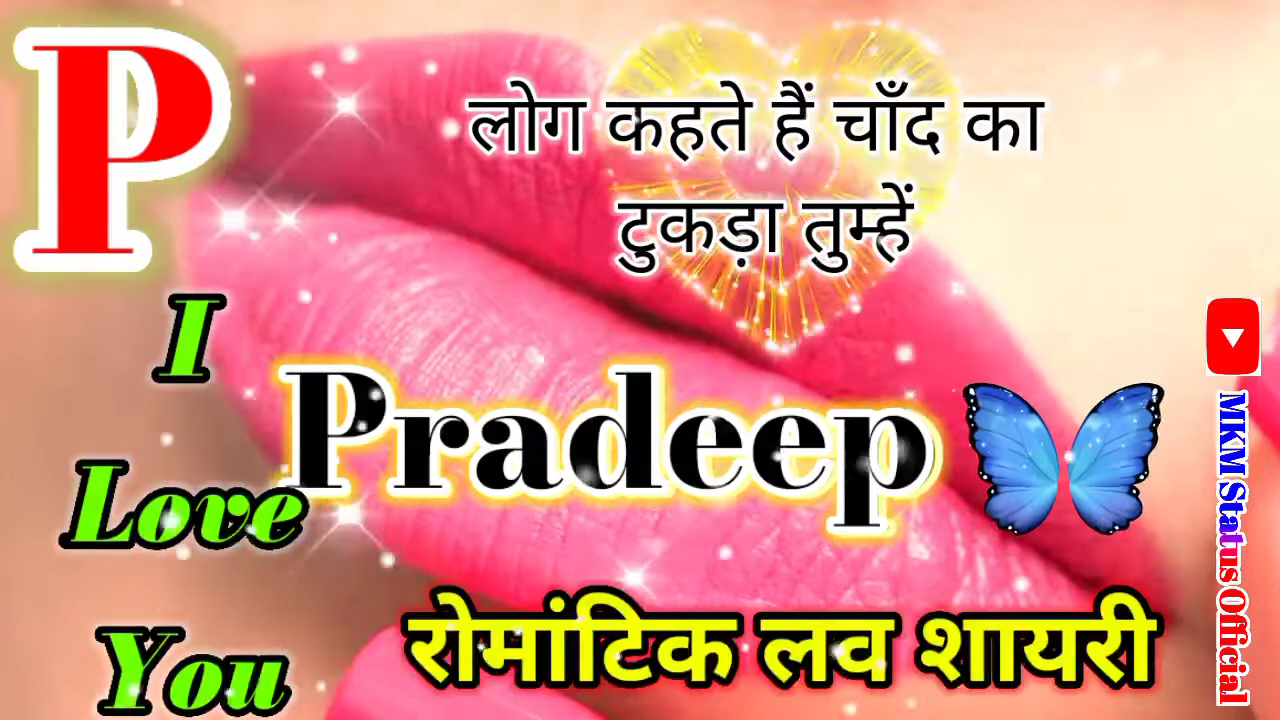 P
लोग कहते हैं चाँद का
टुकड़ा तुम्हें
I
Love
You
Pradeep
रोमांटिक लव शायरी
MKM Status Official